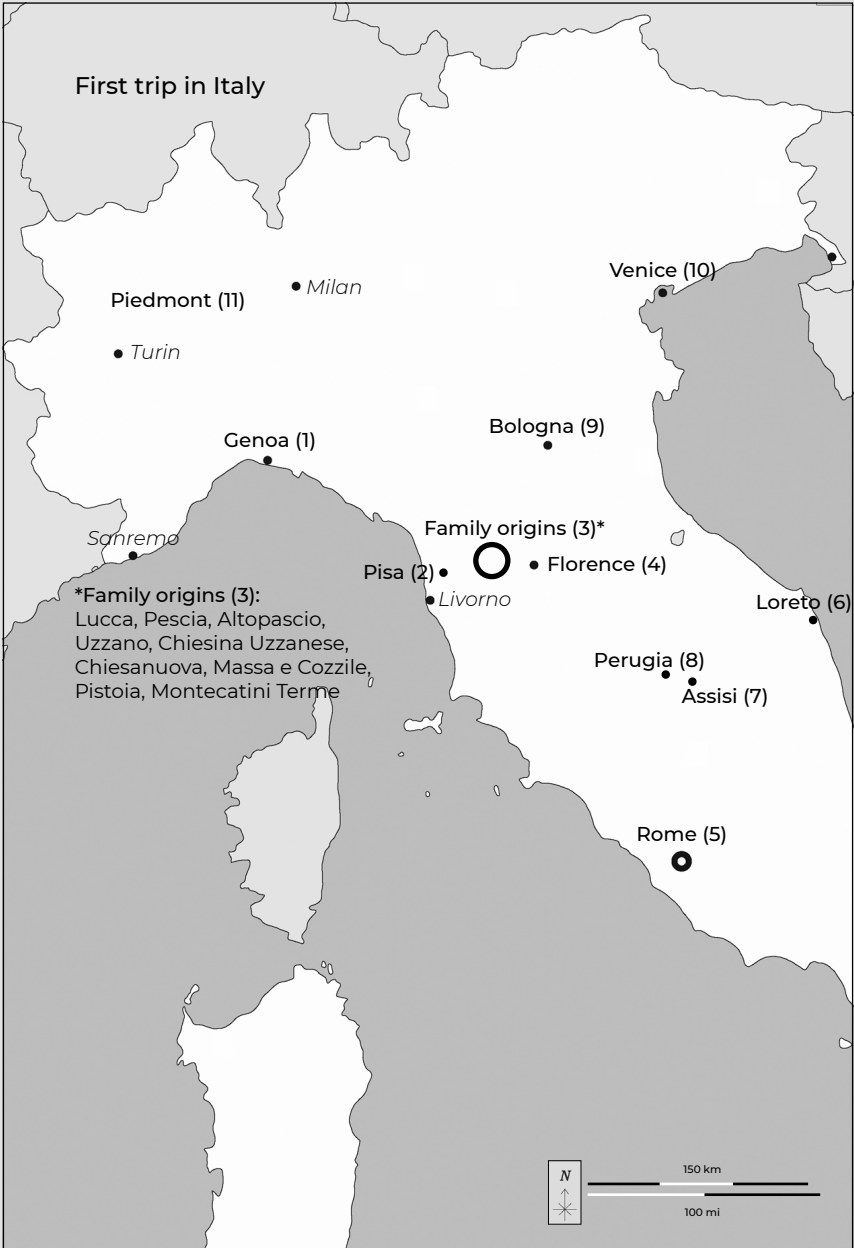 First trip in Italy
Venice (10)
Milan
Piedmont (11)
Turin
Bologna (9)
Genoa (1)
Family origins (3)*
Sanremo
Florence (4)
Pisa (2)
Livorno
*Family origins (3):
Lucca, Pescia, Altopascio,
Uzzano, Chiesina Uzzanese,
Chiesanuova, Massa e Cozzile,
Pistoia, Montecatini Terme
Loreto (6)
Perugia (8)
Assisi (7)
Rome (5)
N
150 km
100 mi